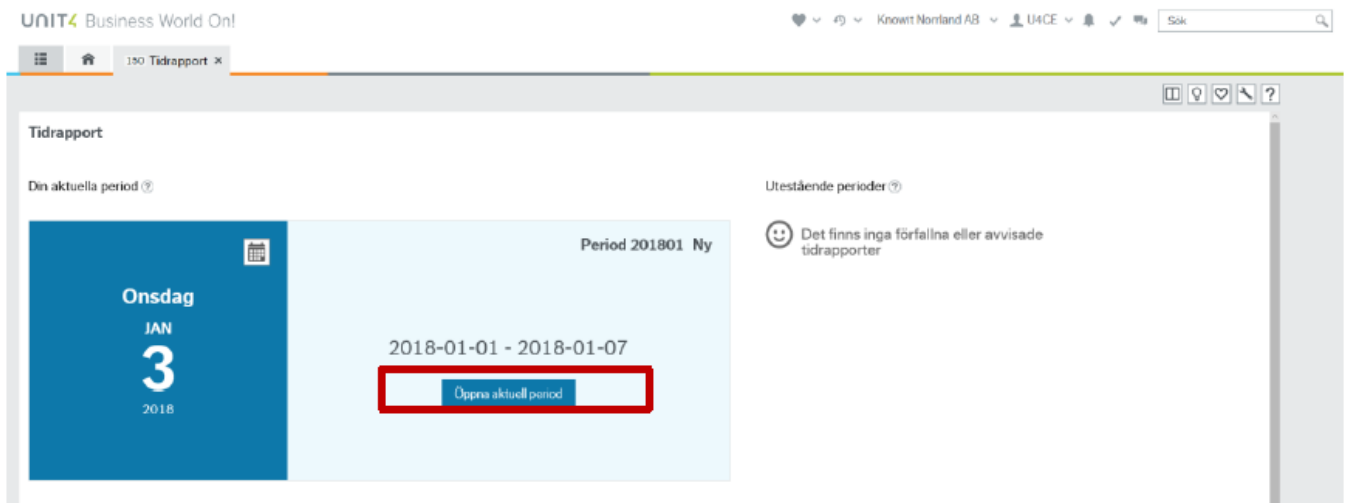 UNIT4 Business World On!
Knowit Norrland AB
U4CE
Sök
150 Tidrapport ×
?
Tidrapport
Din aktuella period ?
Utestående perioder ?
Period 201801 Ny
Det finns inga förfallna eller avvisade
tidrapporter
Onsdag
JAN
3
2018
2018-01-01 - 2018-01-07
Öppna aktuell period